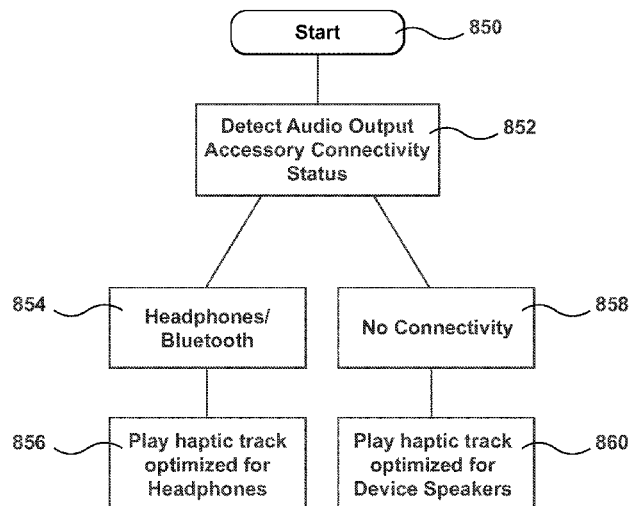 Start
850
Detect Audio Output
Accessory Connectivity
Status
852
854
Headphones/
Bluetooth
No Connectivity
858
856
Play haptic track
optimized for
Headphones
Play haptic track
optimized for
Device Speakers
860